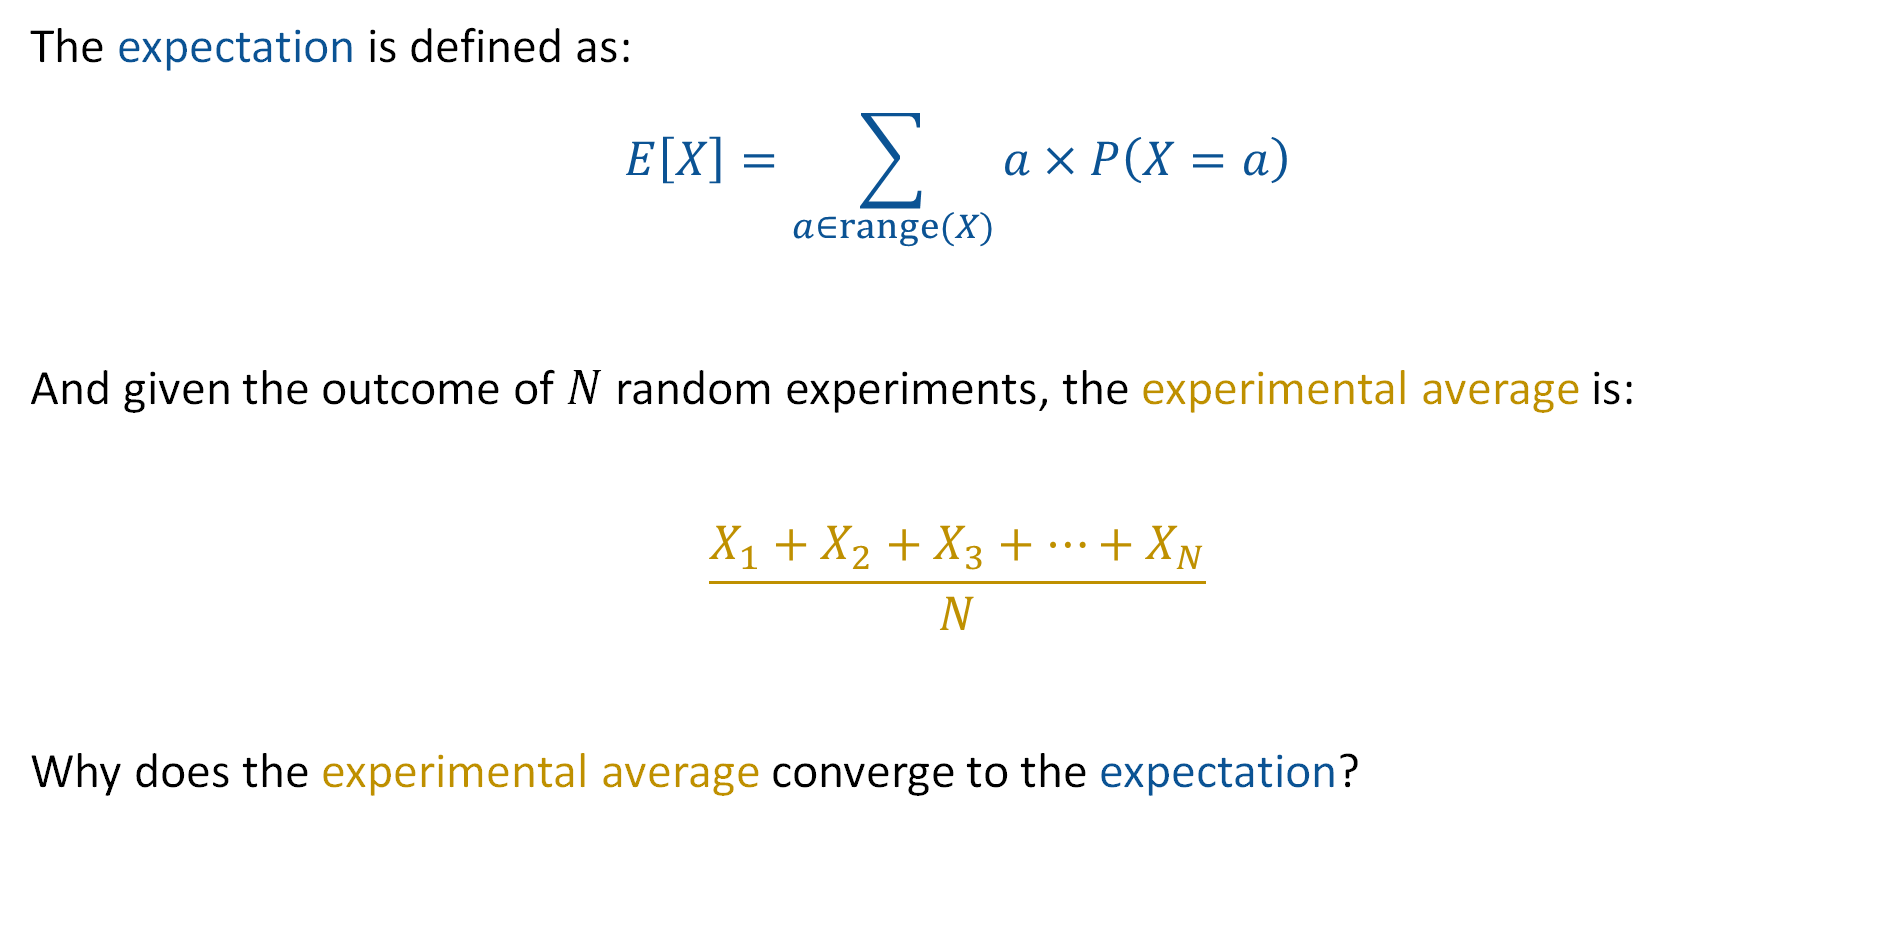 The expectation is defined as:
E[X] = ∑ a × P(X = a)
a∈range(X)
And given the outcome of N random experiments, the experimental average is:
X₁ + X₂ + X₃ + ⋯ + X_N
N
Why does the experimental average converge to the expectation?